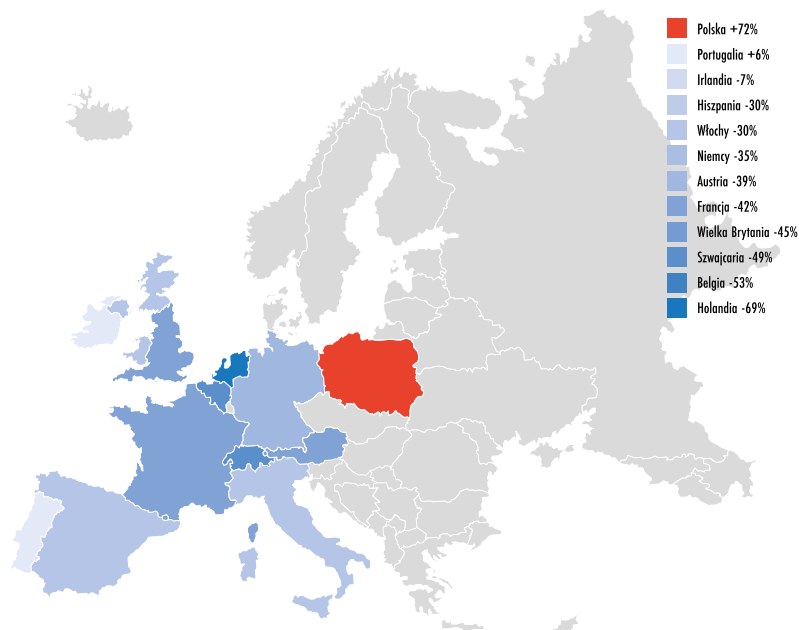 Polska +72%
Portugalia +6%
Irlandia -7%
Hiszpania -30%
Włochy -30%
Niemcy -35%
Austria -39%
Francja -42%
Wielka Brytania -45%
Szwajcaria -49%
Belgia -53%
Holandia -69%